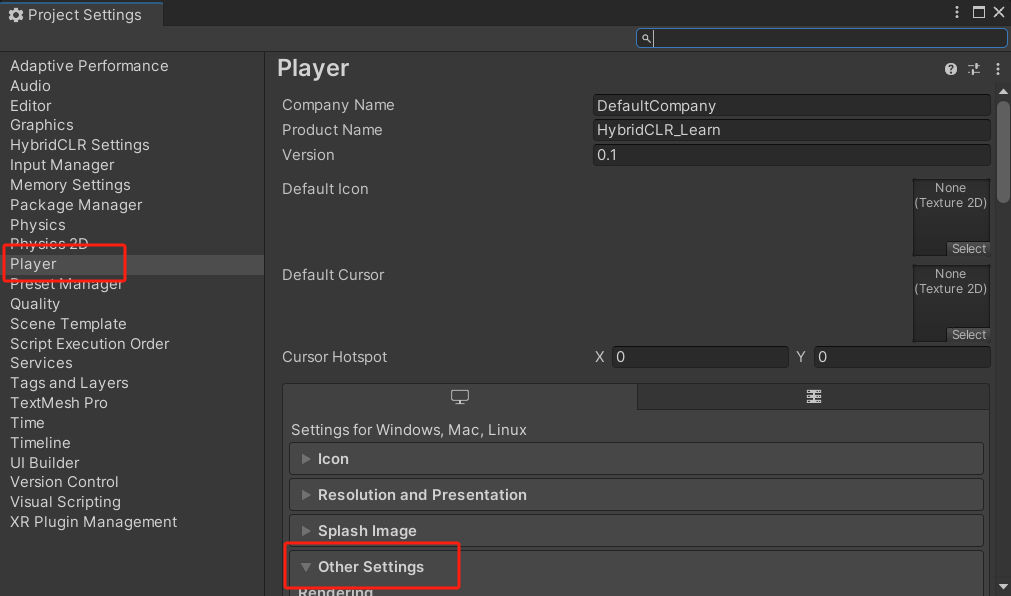 Project Settings
Adaptive Performance
Audio
Editor
Graphics
HybridCLR Settings
Input Manager
Memory Settings
Package Manager
Physics
Physics 2D
Player
Preset Manager
Quality
Scene Template
Script Execution Order
Services
Tags and Layers
TextMesh Pro
Time
Timeline
UI Builder
Version Control
Visual Scripting
XR Plugin Management
Player
Company Name DefaultCompany
Product Name HybridCLR_Learn
Version 0.1
Default Icon
None
(Texture 2D)
Select
Default Cursor
None
(Texture 2D)
Select
Cursor Hotspot X 0 Y 0
Settings for Windows, Mac, Linux
Icon
Resolution and Presentation
Splash Image
Other Settings
Rendering